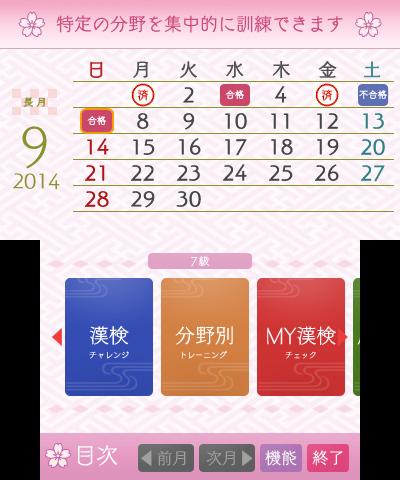 特定の分野を集中的に訓練できます
長月
9
2014
日 月 火 水 木 金 土
済 2 合格 4 済 不合格
合格 8 9 10 11 12 13
14 15 16 17 18 19 20
21 22 23 24 25 26 27
28 29 30
7級
漢検 分野別 MY漢検
チャレンジ トレーニング チェック
目次 前月 次月 機能 終了